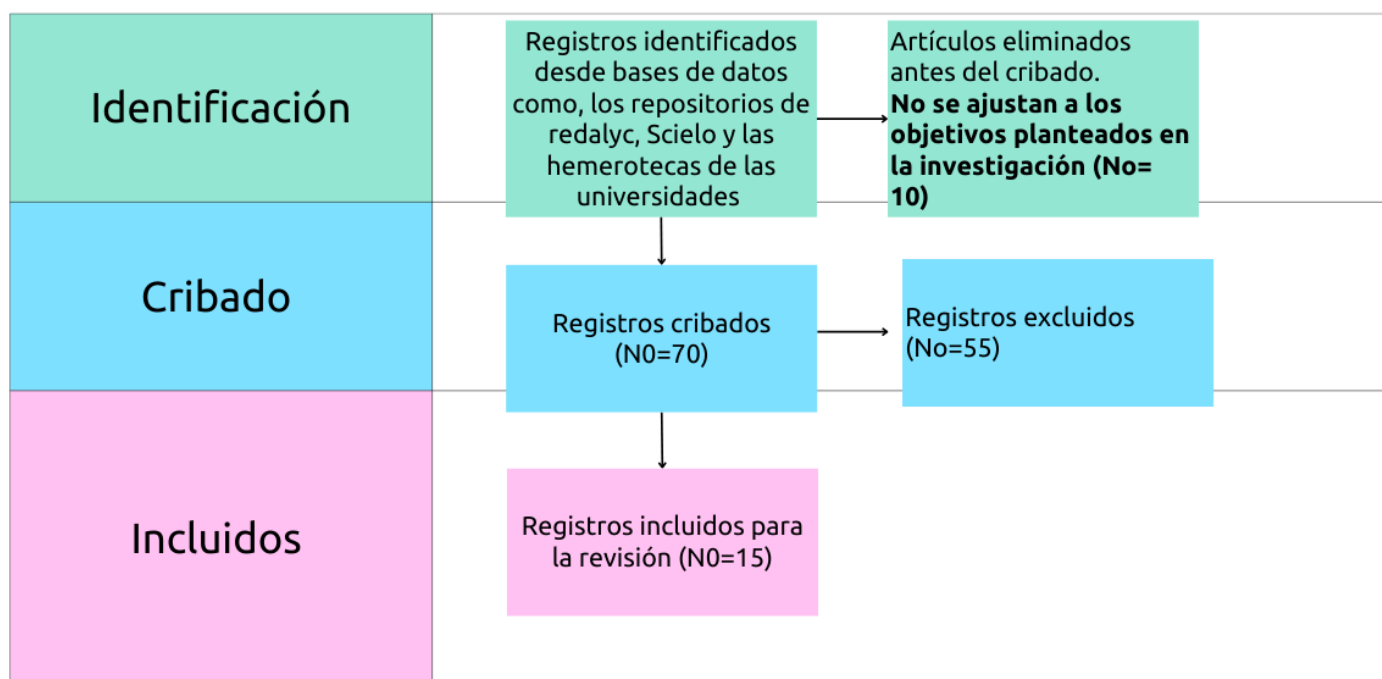 Identificación
Registros identificados
desde bases de datos
como, los repositorios de
redalyc, Scielo y las
hemerotecas de las
universidades
Artículos eliminados
antes del cribado.
No se ajustan a los
objetivos planteados en
la investigación (No=
10)
Cribado
Registros cribados
(N0=70)
Registros excluidos
(No=55)
Incluidos
Registros incluidos para
la revisión (N0=15)